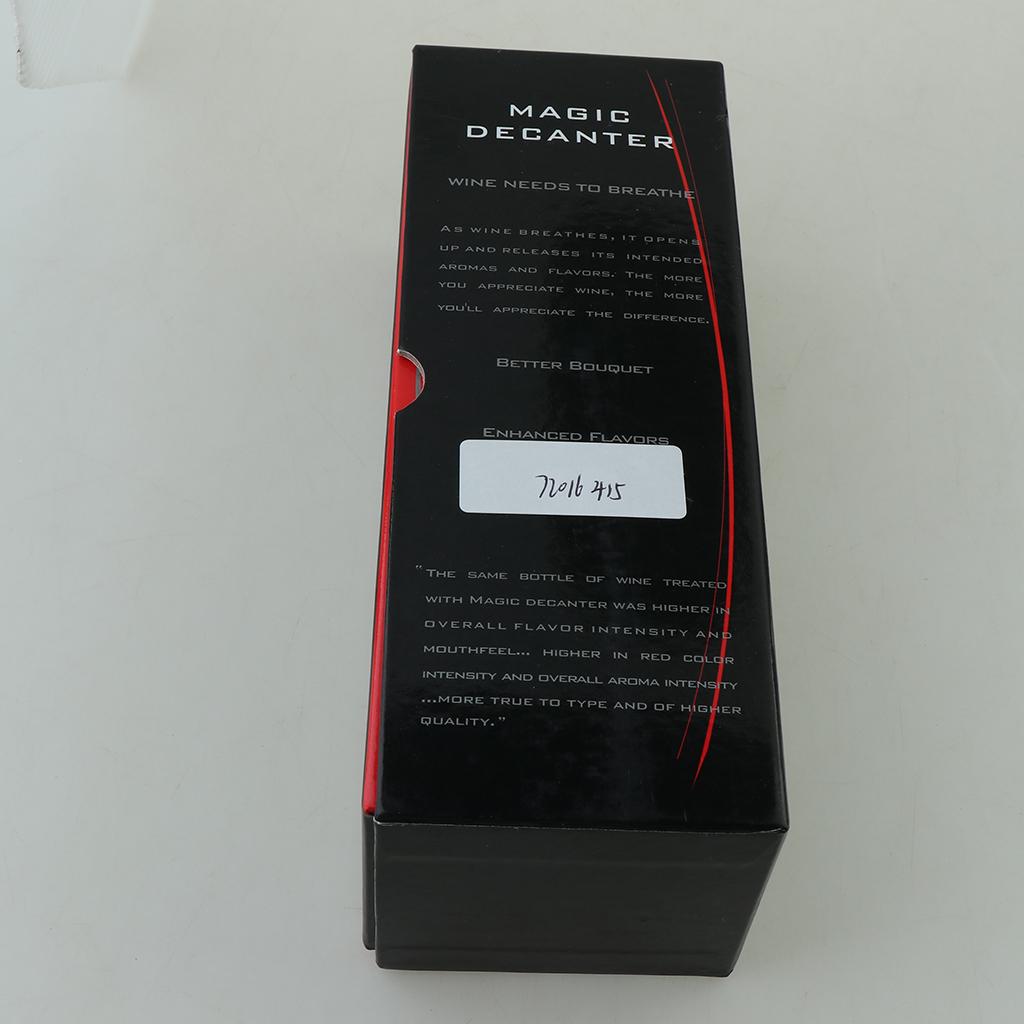 MAGIC
DECANTER
WINE NEEDS TO BREATHE
AS WINE BREATHES, IT OPENS
UP AND RELEASES ITS INTENDED
AROMAS AND FLAVORS. THE MORE
YOU APPRECIATE WINE, THE MORE
YOU'LL APPRECIATE THE DIFFERENCE.
BETTER BOUQUET
ENHANCED FLAVORS
72016 415
"THE SAME BOTTLE OF WINE TREATED
WITH MAGIC DECANTER WAS HIGHER IN
OVERALL FLAVOR INTENSITY AND
MOUTHFEEL... HIGHER IN RED COLOR
INTENSITY AND OVERALL AROMA INTENSITY
...MORE TRUE TO TYPE AND OF HIGHER
QUALITY."